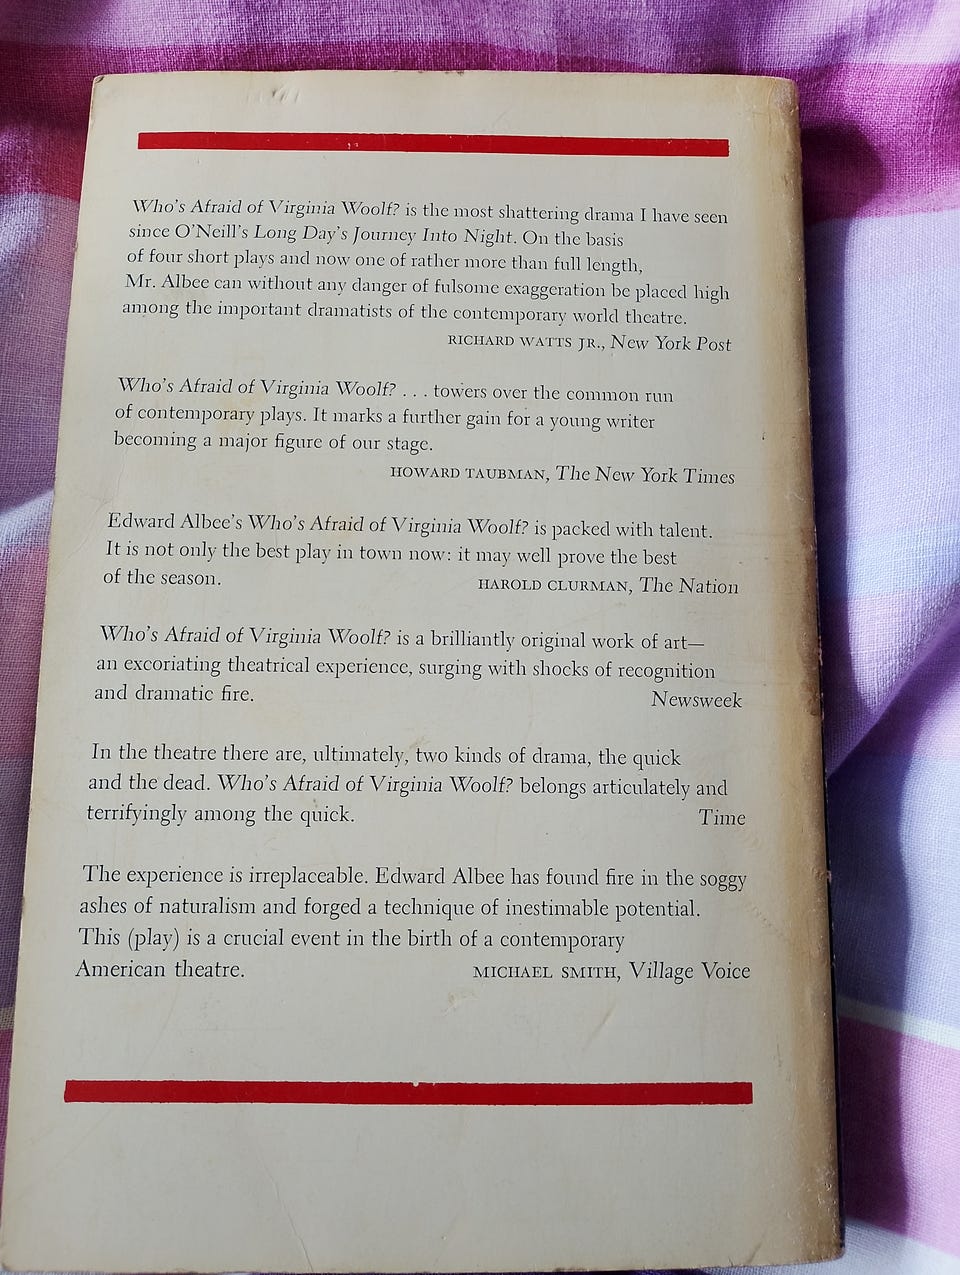 Who's Afraid of Virginia Woolf? is the most shattering drama I have seen
since O'Neill's Long Day's Journey Into Night. On the basis
of four short plays and now one of rather more than full length,
Mr. Albee can without any danger of fulsome exaggeration be placed high
among the important dramatists of the contemporary world theatre.
RICHARD WATTS JR., New York Post
Who's Afraid of Virginia Woolf? . . . towers over the common run
of contemporary plays. It marks a further gain for a young writer
becoming a major figure of our stage.
HOWARD TAUBMAN, The New York Times
Edward Albee's Who's Afraid of Virginia Woolf? is packed with talent.
It is not only the best play in town now: it may well prove the best
of the season. HAROLD CLURMAN, The Nation
Who's Afraid of Virginia Woolf? is a brilliantly original work of art—
an excoriating theatrical experience, surging with shocks of recognition
and dramatic fire. Newsweek
In the theatre there are, ultimately, two kinds of drama, the quick
and the dead. Who's Afraid of Virginia Woolf? belongs articulately and
terrifyingly among the quick. Time
The experience is irreplaceable. Edward Albee has found fire in the soggy
ashes of naturalism and forged a technique of inestimable potential.
This (play) is a crucial event in the birth of a contemporary
American theatre. MICHAEL SMITH, Village Voice